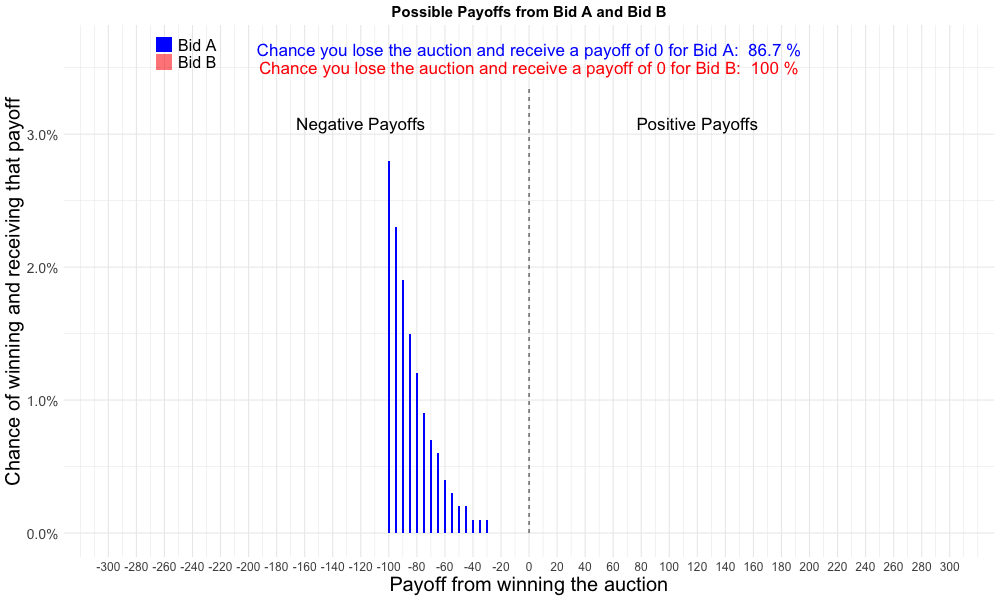 Possible Payoffs from Bid A and Bid B
Bid A
Bid B
Chance you lose the auction and receive a payoff of 0 for Bid A:  86.7 %
Chance you lose the auction and receive a payoff of 0 for Bid B:  100 %
Negative Payoffs
Positive Payoffs
Chance of winning and receiving that payoff
3.0%
2.0%
1.0%
0.0%
-300 -280 -260 -240 -220 -200 -180 -160 -140 -120 -100 -80 -60 -40 -20 0 20 40 60 80 100 120 140 160 180 200 220 240 260 280 300
Payoff from winning the auction